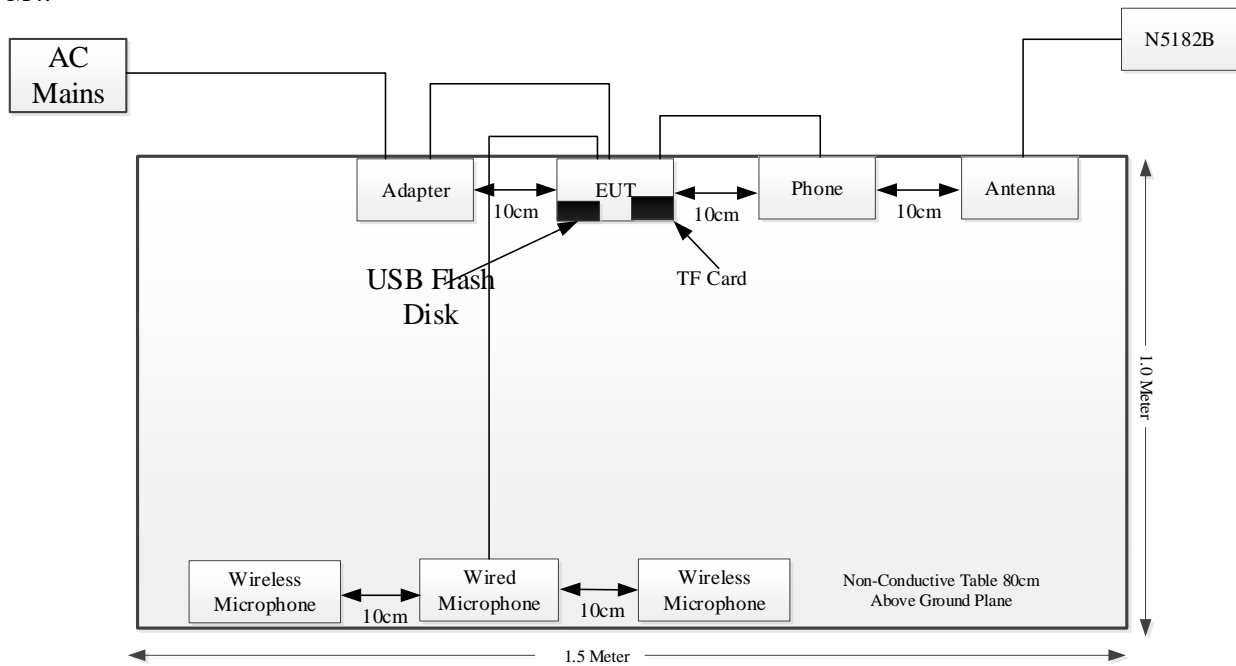 N5182B
AC
Mains
Adapter
EUT
Phone
Antenna
10cm
10cm
10cm
USB Flash
Disk
TF Card
1.0 Meter
Wireless
Microphone
Wired
Microphone
Wireless
Microphone
10cm
10cm
Non-Conductive Table 80cm
Above Ground Plane
1.5 Meter